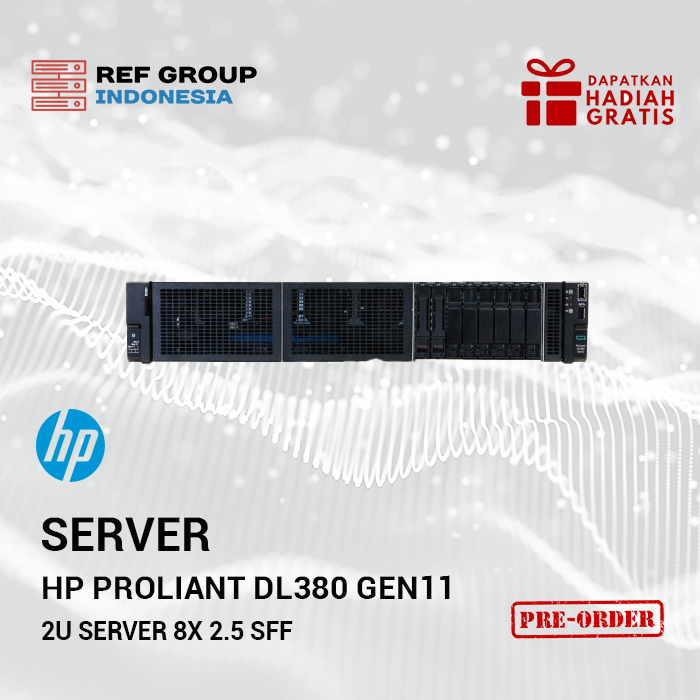 REF GROUP
INDONESIA
DAPATKAN
HADIAH
GRATIS
hp
SERVER
HP PROLIANT DL380 GEN11
2U SERVER 8X 2.5 SFF
PRE-ORDER